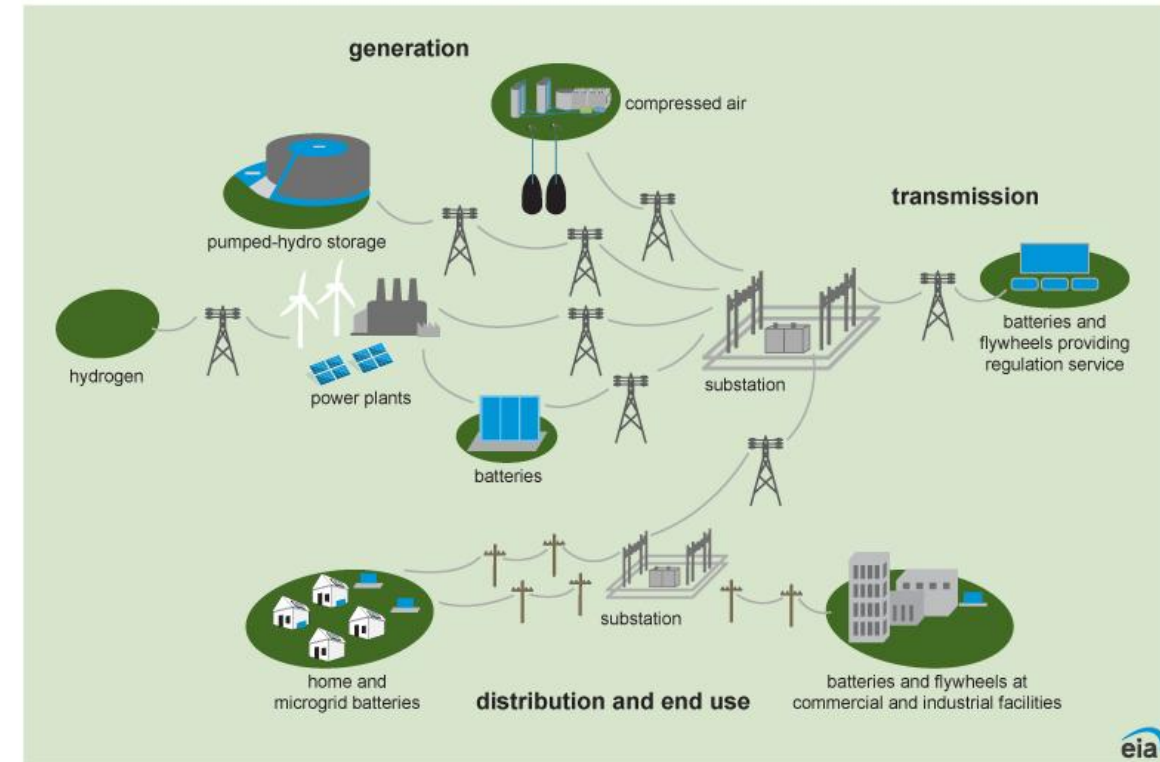 generation
compressed air
transmission
pumped-hydro storage
hydrogen
power plants
batteries
substation
batteries and
flywheels providing
regulation service
substation
home and
microgrid batteries
distribution and end use
batteries and flywheels at
commercial and industrial facilities
eia